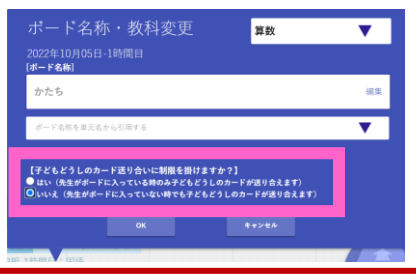 ボード名称・教科変更
算数
2022年10月05日-1時間目
[ボード名称]
かたち
編集
ボード名称を単元名から引用する
【子どもどうしのカード送り合いに制限を掛けますか？】
はい（先生がボードに入っている時のみ子どもどうしのカードが送り合えます）
いいえ（先生がボードに入っていない時でも子どもどうしのカードが送り合えます）
OK
キャンセル